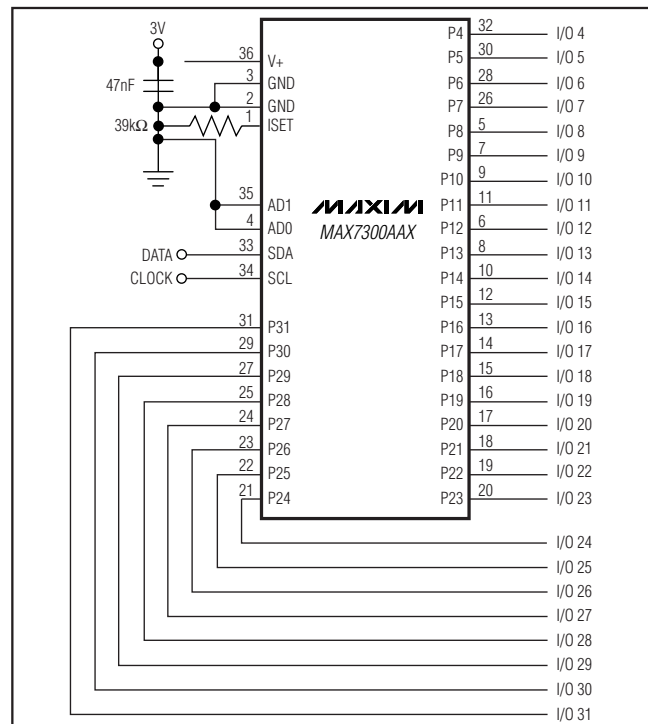 3V
47nF
39kΩ
36 V+
3 GND
2 GND
1 ISET
35 AD1
4 AD0
DATA 33 SDA
CLOCK 34 SCL
31 P31
29 P30
27 P29
25 P28
24 P27
23 P26
22 P25
21 P24
MAXIM
MAX7300AAX
P4 32 I/O 4
P5 30 I/O 5
P6 28 I/O 6
P7 26 I/O 7
P8 5 I/O 8
P9 7 I/O 9
P10 9 I/O 10
P11 11 I/O 11
P12 6 I/O 12
P13 8 I/O 13
P14 10 I/O 14
P15 12 I/O 15
P16 13 I/O 16
P17 14 I/O 17
P18 15 I/O 18
P19 16 I/O 19
P20 17 I/O 20
P21 18 I/O 21
P22 19 I/O 22
P23 20 I/O 23
I/O 24
I/O 25
I/O 26
I/O 27
I/O 28
I/O 29
I/O 30
I/O 31